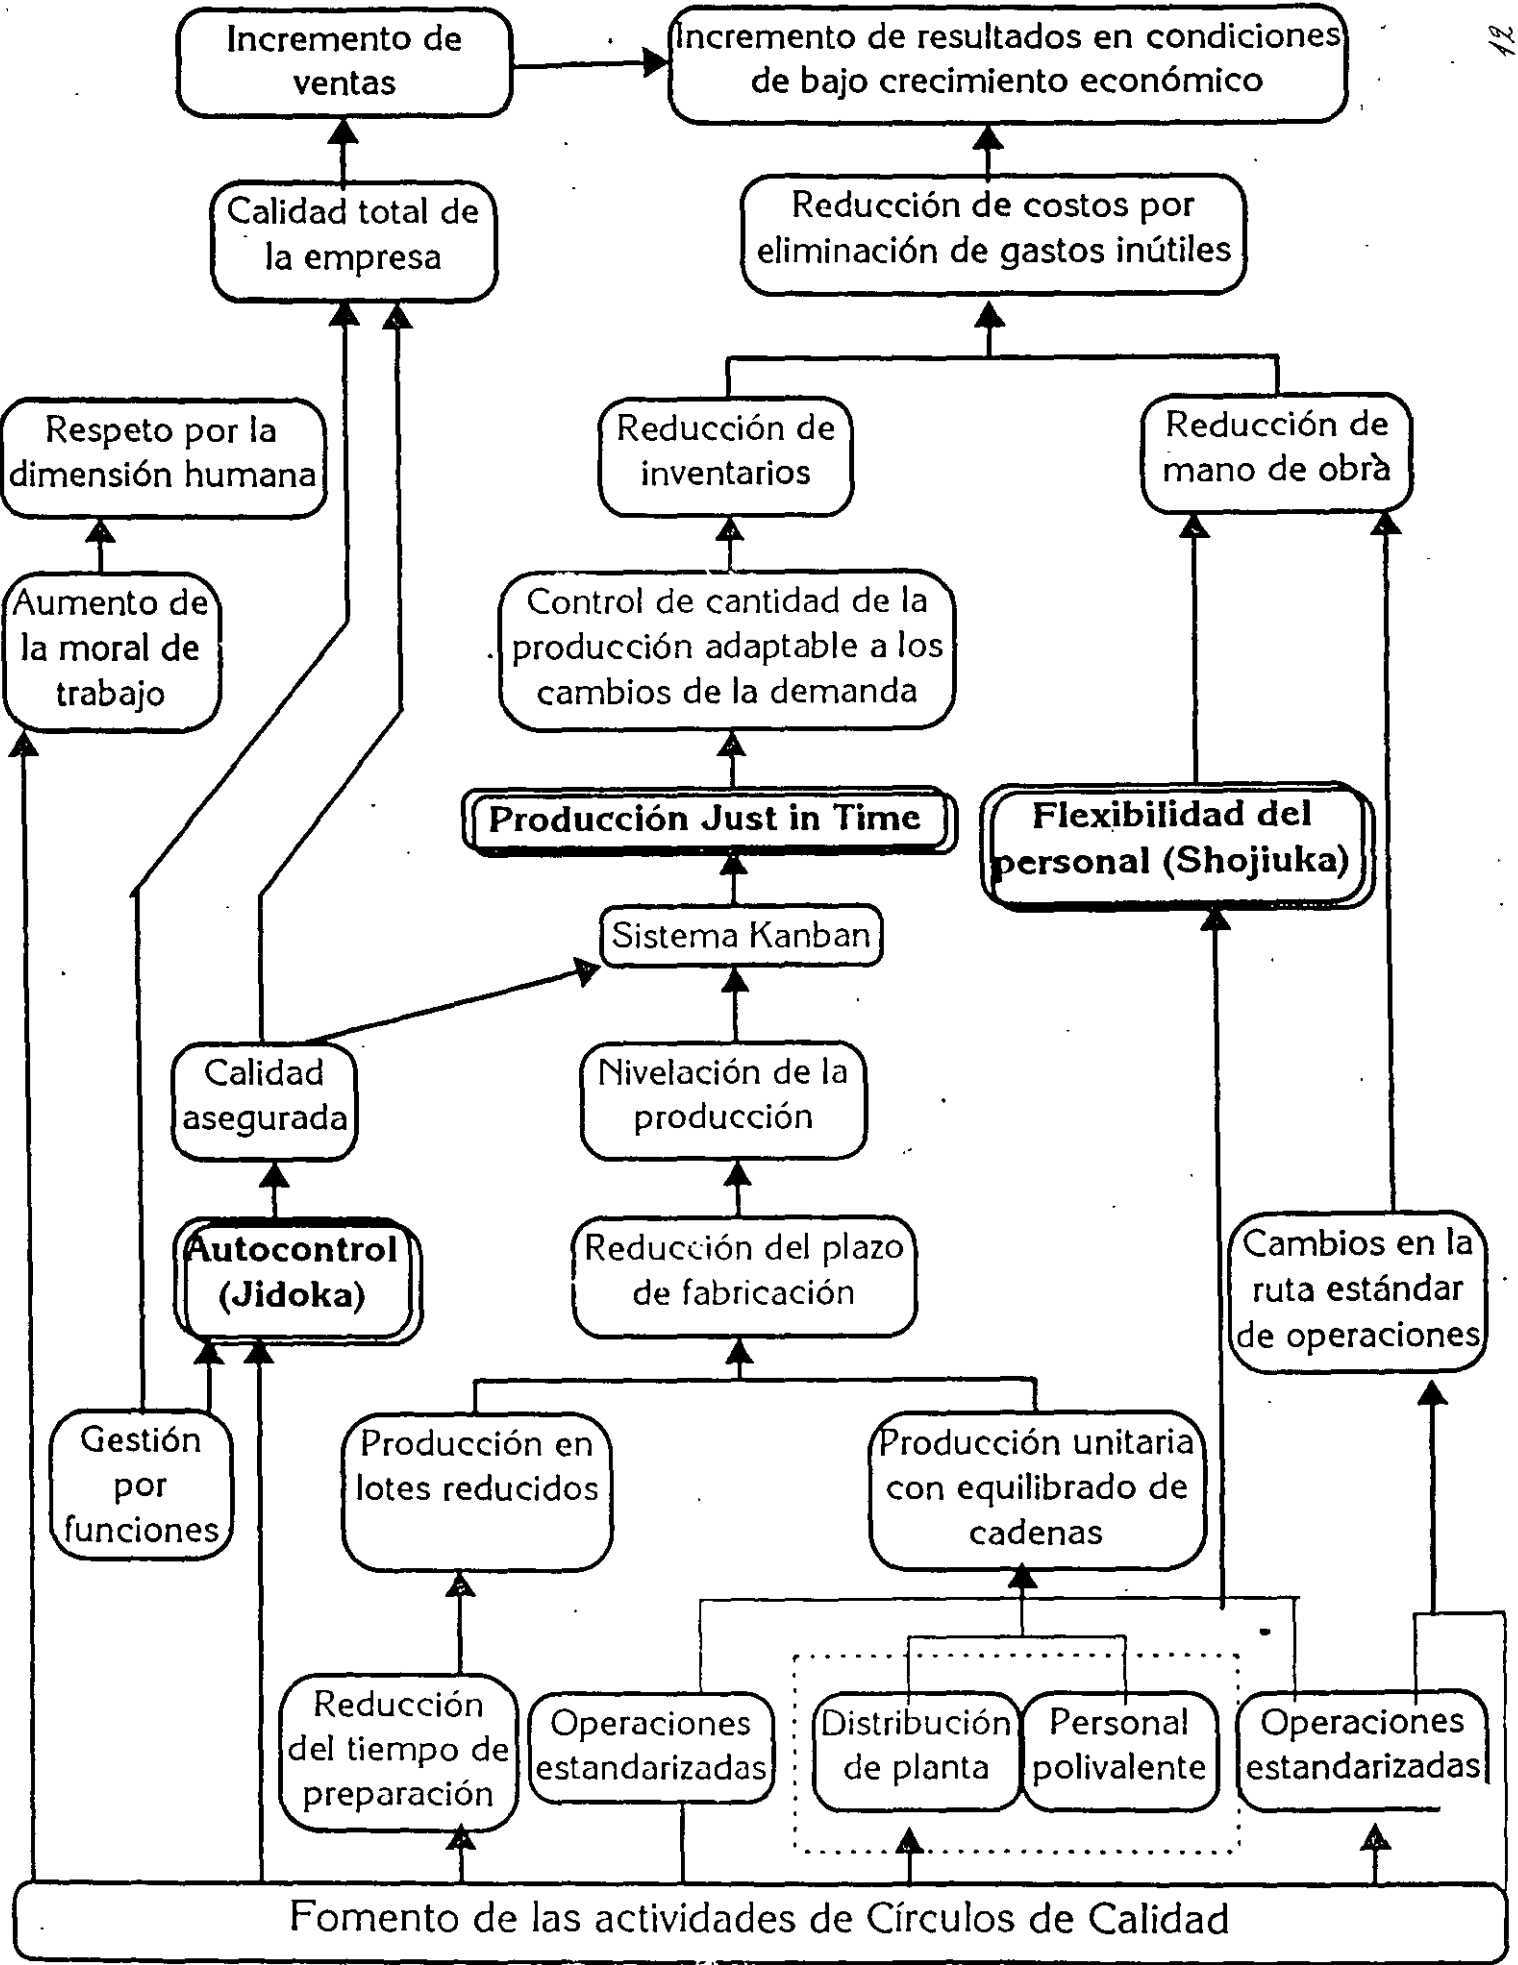 12
Incremento de
ventas
Incremento de resultados en condiciones
de bajo crecimiento económico
Calidad total de
la empresa
Reducción de costos por
eliminación de gastos inútiles
Respeto por la
dimensión humana
Reducción de
inventarios
Reducción de
mano de obra
Aumento de
la moral de
trabajo
Control de cantidad de la
producción adaptable a los
cambios de la demanda
Producción Just in Time
Flexibilidad del
personal (Shojiuka)
Sistema Kanban
Calidad
asegurada
Nivelación de la
producción
Autocontrol
(Jidoka)
Reducción del plazo
de fabricación
Cambios en la
ruta estándar
de operaciones
Gestión
por
funciones
Producción en
lotes reducidos
Producción unitaria
con equilibrado de
cadenas
Reducción
del tiempo de
preparación
Operaciones
estandarizadas
Distribución
de planta
Personal
polivalente
Operaciones
estandarizadas
Fomento de las actividades de Círculos de Calidad